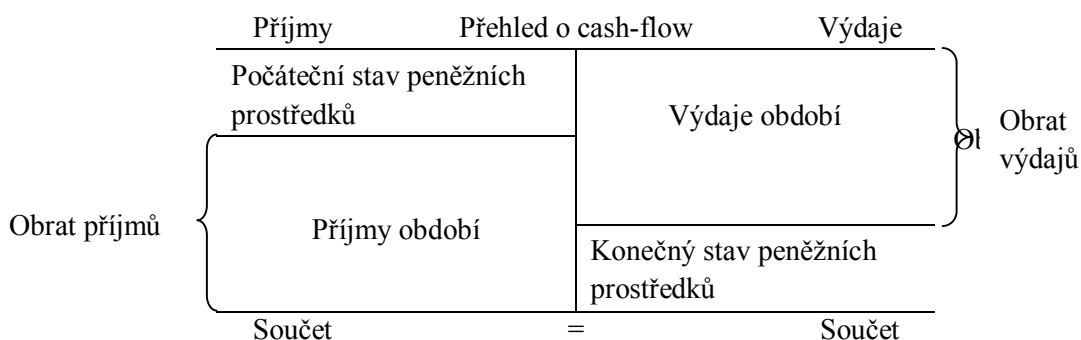 Příjmy Přehled o cash-flow Výdaje
Počáteční stav peněžních
prostředků
Výdaje období
Obrat
výdajů
Obrat příjmů
Příjmy období
Konečný stav peněžních
prostředků
Součet = Součet